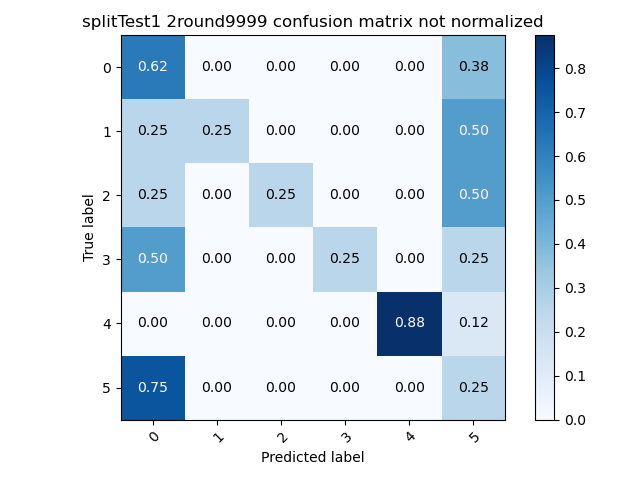 splitTest1 2round9999 confusion matrix not normalized
0 0.62 0.00 0.00 0.00 0.00 0.38
1 0.25 0.25 0.00 0.00 0.00 0.50
2 0.25 0.00 0.25 0.00 0.00 0.50
3 0.50 0.00 0.00 0.25 0.00 0.25
4 0.00 0.00 0.00 0.00 0.88 0.12
5 0.75 0.00 0.00 0.00 0.00 0.25
0 1 2 3 4 5
True label
Predicted label
0.8
0.7
0.6
0.5
0.4
0.3
0.2
0.1
0.0